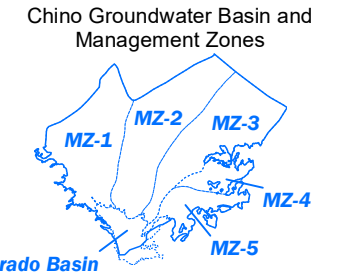 Chino Groundwater Basin and
Management Zones
MZ-2
MZ-3
MZ-1
MZ-4
MZ-5
rado Basin